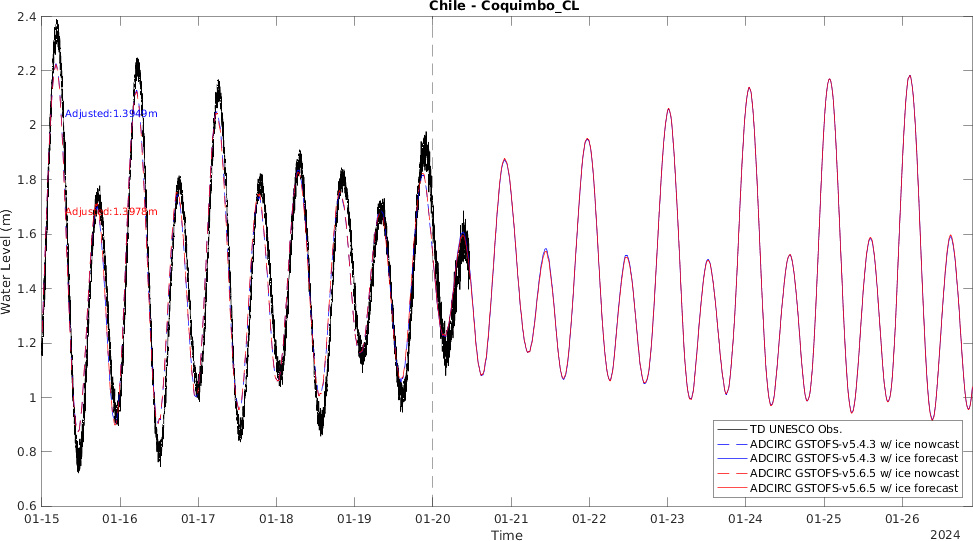 Chile - Coquimbo_CL
2.4
2.2
2
1.8
1.6
1.4
1.2
1
0.8
0.6
Water Level (m)
Adjusted:1.3949m
Adjusted:1.3978m
TD UNESCO Obs.
ADCIRC GSTOFS-v5.4.3 w/ ice nowcast
ADCIRC GSTOFS-v5.4.3 w/ ice forecast
ADCIRC GSTOFS-v5.6.5 w/ ice nowcast
ADCIRC GSTOFS-v5.6.5 w/ ice forecast
01-15 01-16 01-17 01-18 01-19 01-20 01-21 01-22 01-23 01-24 01-25 01-26
Time
2024